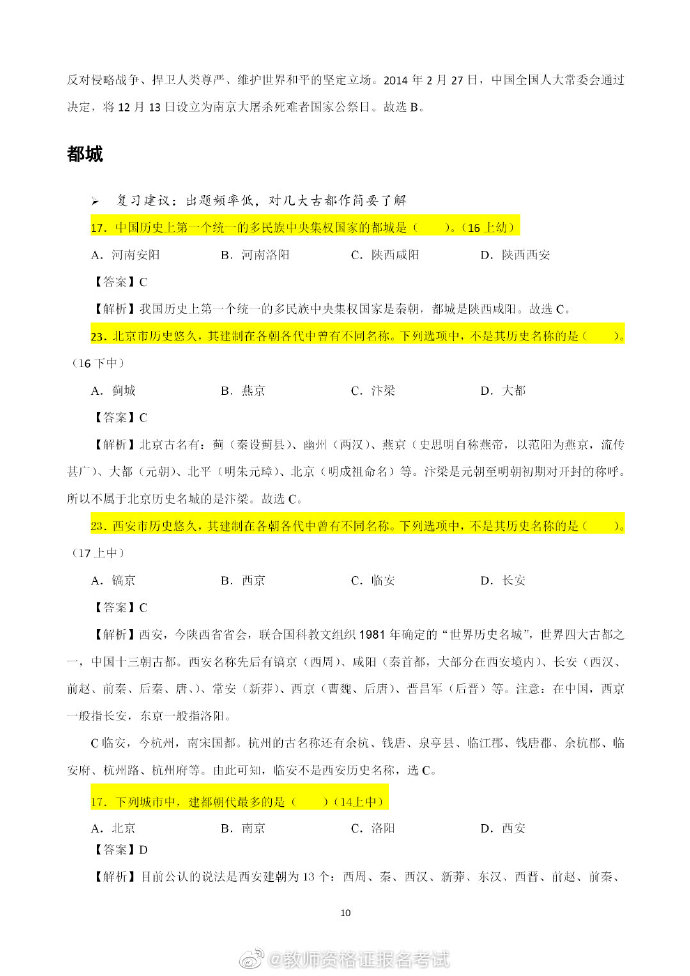 反对侵略战争、捍卫人类尊严、维护世界和平的坚定立场。2014 年 2 月 27 日，中国全国人大常委会通过
决定，将 12 月 13 日设立为南京大屠杀死难者国家公祭日。故选 B。
都城
➢ 复习建议：出题频率低，对几大古都作简要了解
17．中国历史上第一个统一的多民族中央集权国家的都城是（ ）。（16 上幼）
A．河南安阳 B．河南洛阳 C．陕西咸阳 D．陕西西安
【答案】C
【解析】我国历史上第一个统一的多民族中央集权国家是秦朝，都城是陕西咸阳。故选 C。
23．北京市历史悠久，其建制在各朝各代中曾有不同名称。下列选项中，不是其历史名称的是（ ）。
（16 下中）
A．蓟城 B．燕京 C．汴梁 D．大都
【答案】C
【解析】北京古名有：蓟（秦设蓟县）、幽州（两汉）、燕京（史思明自称燕帝，以范阳为燕京，流传
甚广）、大都（元朝）、北平（明朱元璋）、北京（明成祖命名）等。汴梁是元朝至明朝初期对开封的称呼。
所以不属于北京历史名城的是汴梁。故选 C。
23．西安市历史悠久，其建制在各朝各代中曾有不同名称。下列选项中，不是其历史名称的是（ ）。
（17 上中）
A．镐京 B．西京 C．临安 D．长安
【答案】C
【解析】西安，今陕西省省会，联合国科教文组织 1981 年确定的“世界历史名城”，世界四大古都之
一，中国十三朝古都。西安名称先后有镐京（西周）、咸阳（秦首都，大部分在西安境内）、长安（西汉、
前赵、前秦、后秦、唐、）、常安（新莽）、西京（曹魏、后唐）、晋昌军（后晋）等。注意：在中国，西京
一般指长安，东京一般指洛阳。
C 临安，今杭州，南宋国都。杭州的古名称还有余杭、钱唐、泉亭县、临江郡、钱唐郡、余杭郡、临
安府、杭州路、杭州府等。由此可知，临安不是西安历史名称，选 C。
17．下列城市中，建都朝代最多的是（ ）（14上中）
A．北京 B．南京 C．洛阳 D．西安
【答案】D
【解析】目前公认的说法是西安建朝为 13 个：西周、秦、西汉、新莽、东汉、西晋、前赵、前秦、
10
@教师资格证报名考试